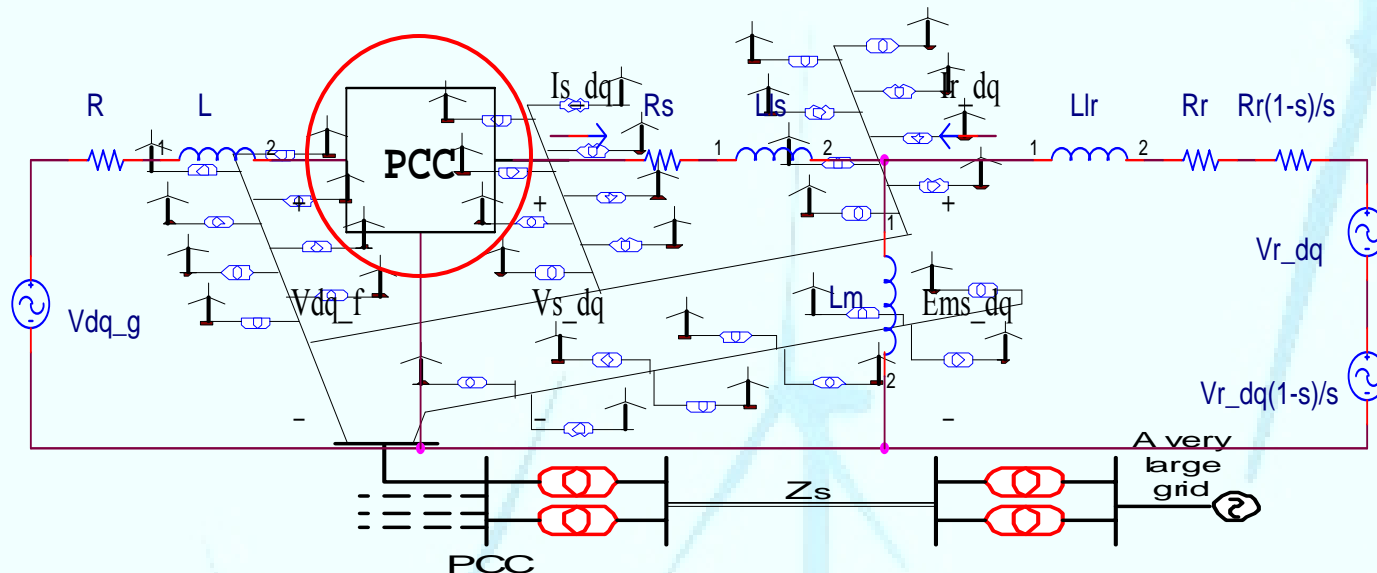 Is_dq
Ir_dq
R
L
Rs
Lls
Llr
Rr
Rr(1-s)/s
1
2
1
2
1
2
PCC
+
+
+
1
Vr_dq
Vdq_g
Vdq_f
Vs_dq
Lm
Ems_dq
2
Vr_dq(1-s)/s
−
−
−
A very
large
grid
Zs
PCC